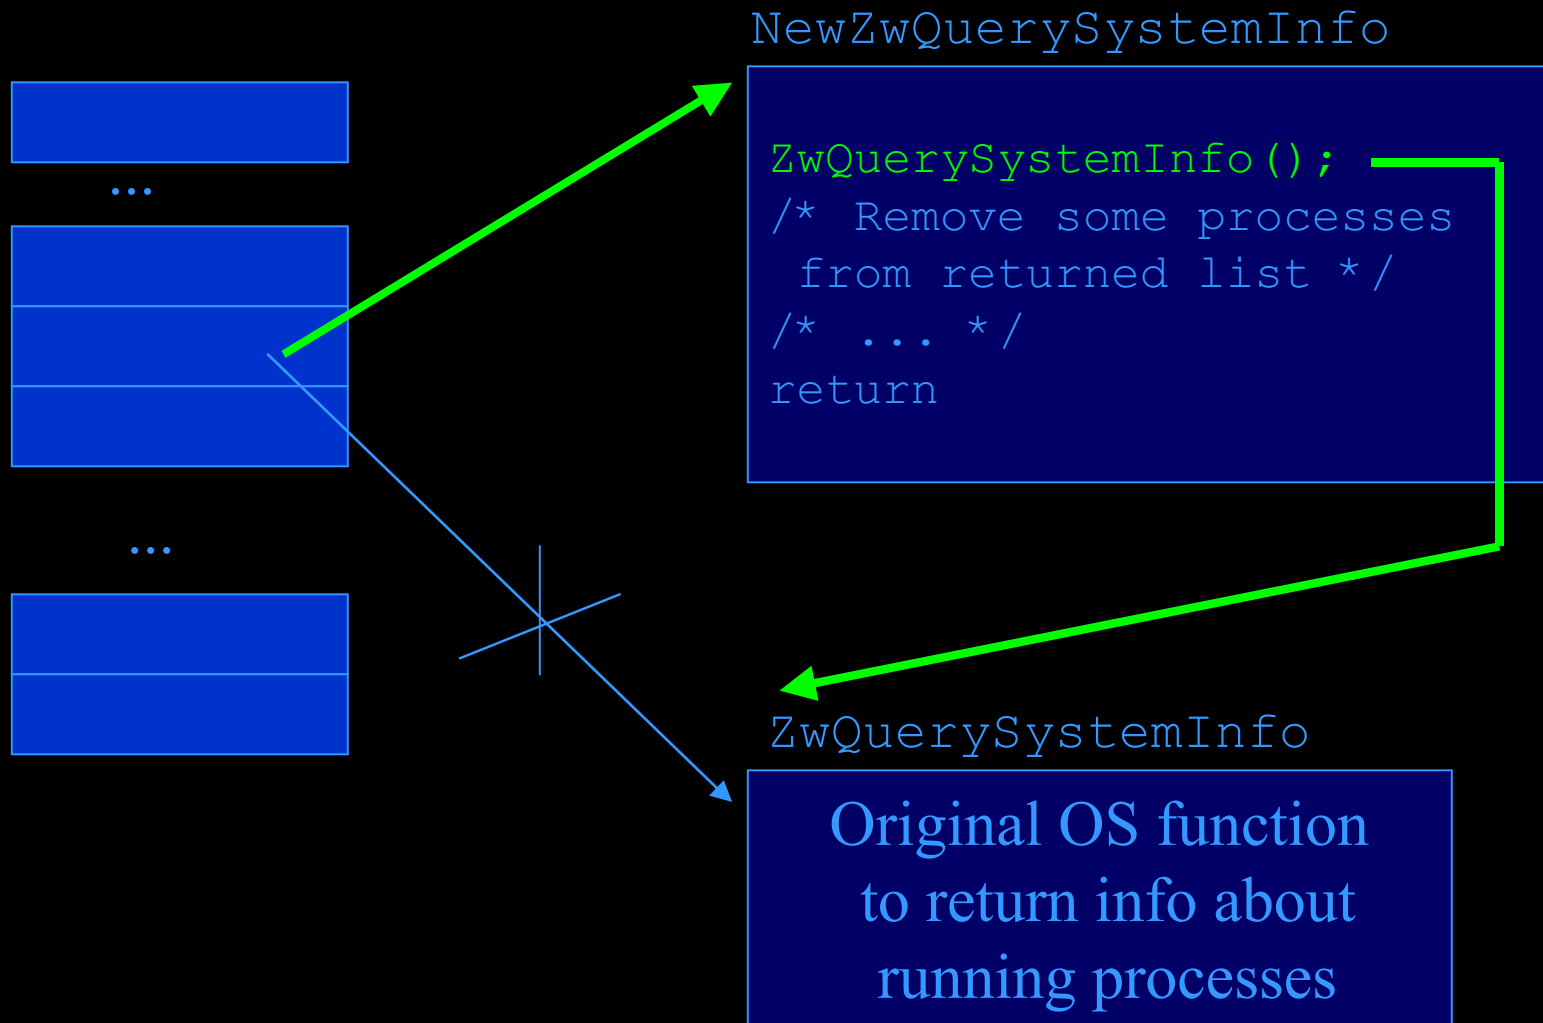 NewZwQuerySystemInfo
ZwQuerySystemInfo();
/* Remove some processes
from returned list */
/* ... */
return
...
...
ZwQuerySystemInfo
Original OS function
to return info about
running processes